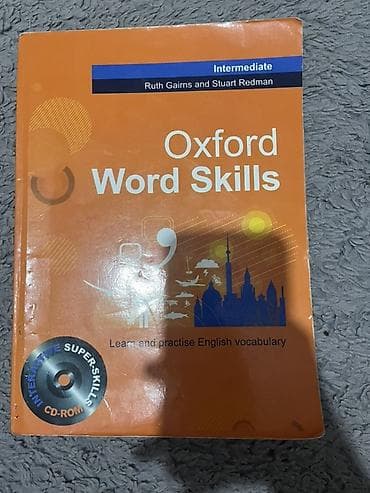 Intermediate
Ruth Gairns and Stuart Redman
Oxford
Word Skills
Learn and practise English vocabulary
INTERACTIVE SUPER-SKILLS
CD-ROM